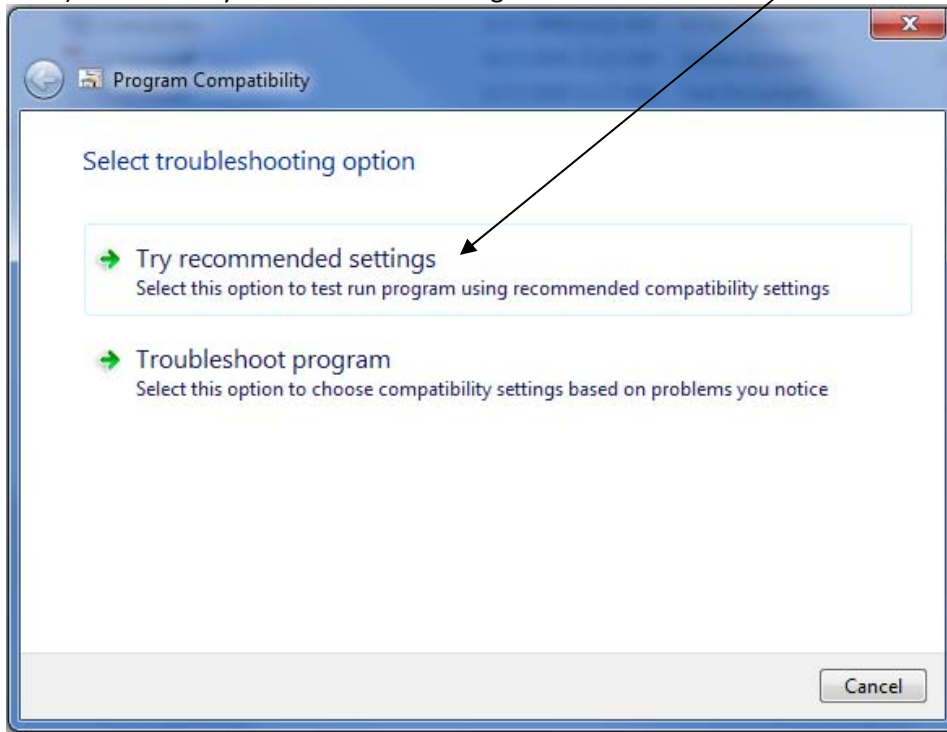 Program Compatibility
Select troubleshooting option
Try recommended settings
Select this option to test run program using recommended compatibility settings
Troubleshoot program
Select this option to choose compatibility settings based on problems you notice
Cancel